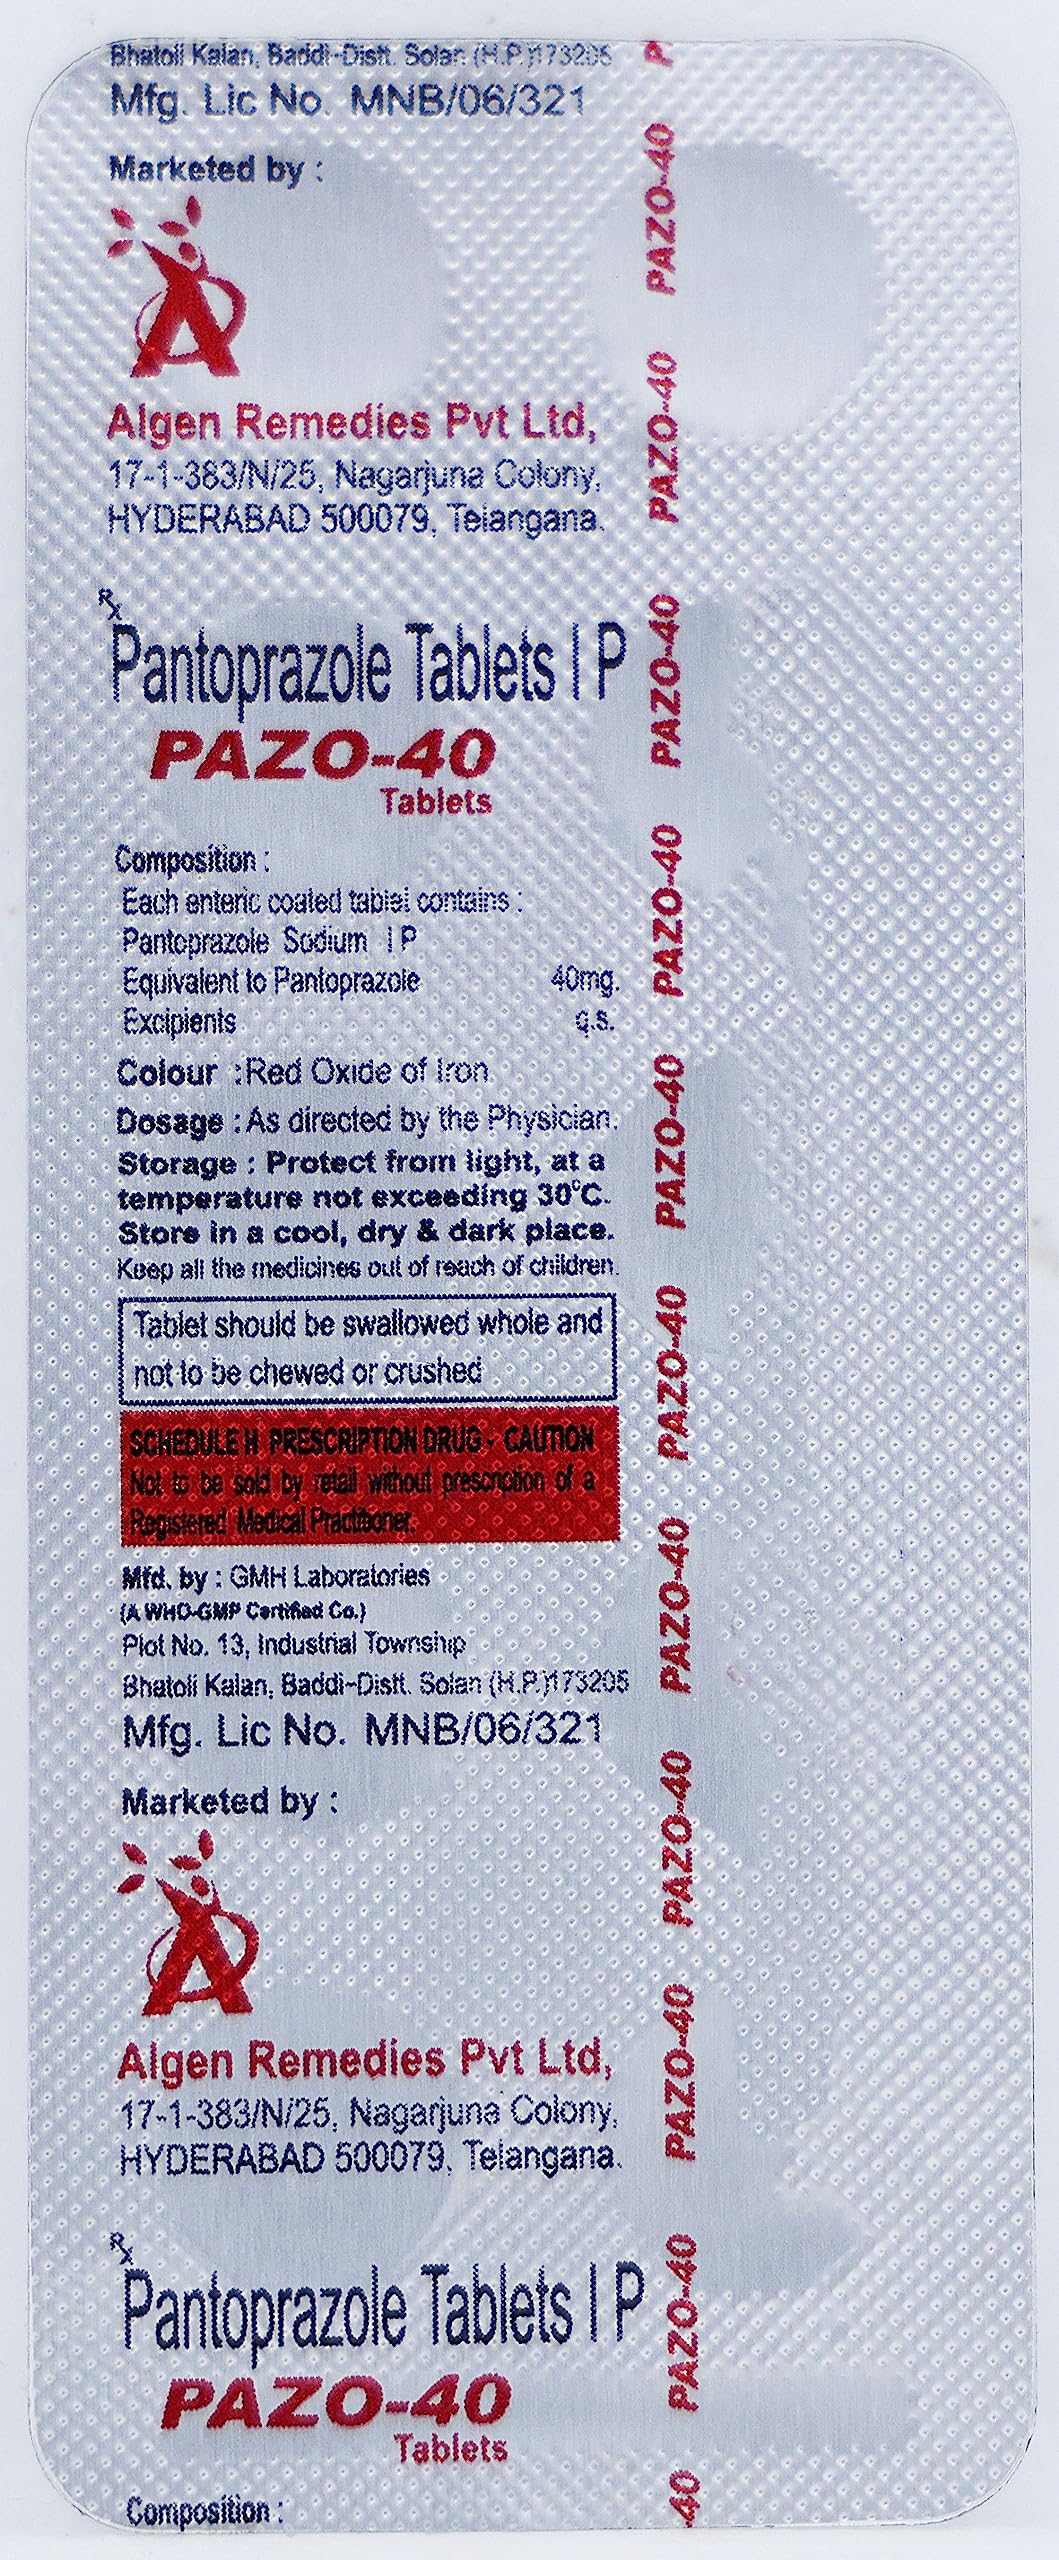 Bhatoli Kalan, Baddi-Distt. Solan (H.P.)173205
Mfg. Lic No. MNB/06/321
Marketed by :
Algen Remedies Pvt Ltd,
17-1-383/N/25, Nagarjuna Colony,
HYDERABAD 500079, Telangana.
Rx
Pantoprazole Tablets I P
PAZO-40
Tablets
Composition :
Each enteric coated tablet contains :
Pantoprazole Sodium I P
Equivalent to Pantoprazole 40mg.
Excipients q.s.
Colour : Red Oxide of Iron
Dosage : As directed by the Physician.
Storage : Protect from light, at a
temperature not exceeding 30°C.
Store in a cool, dry & dark place.
Keep all the medicines out of reach of children.
Tablet should be swallowed whole and
not to be chewed or crushed
SCHEDULE H PRESCRIPTION DRUG - CAUTION
Not to be sold by retail without prescription of a
Registered Medical Practitioner.
Mfd. by : GMH Laboratories
(A WHO-GMP Certified Co.)
Plot No. 13, Industrial Township
Bhatoli Kalan, Baddi-Distt. Solan (H.P.)173205
Mfg. Lic No. MNB/06/321
Marketed by :
Algen Remedies Pvt Ltd,
17-1-383/N/25, Nagarjuna Colony,
HYDERABAD 500079, Telangana.
Rx
Pantoprazole Tablets I P
PAZO-40
Tablets
Composition :
-40 PAZO-40 PAZO-40 PAZO-40 PAZO-40 PAZO-40 PAZO-40 PAZO-40 PAZO-40 PAZO-40 PAZO-40 P